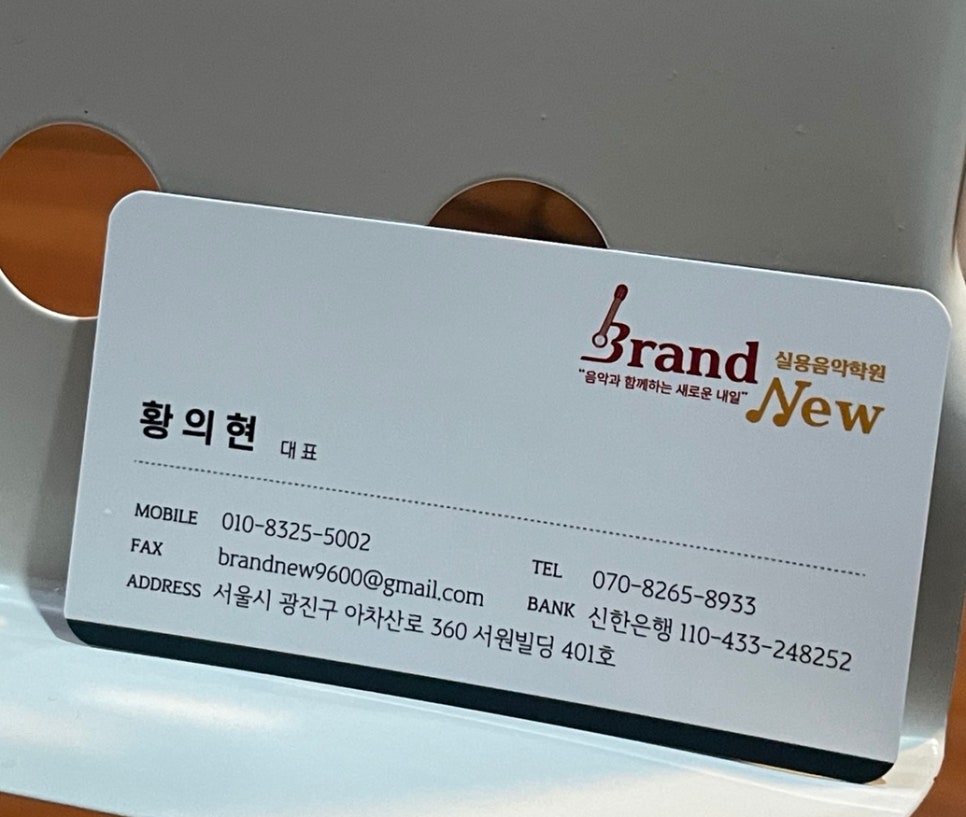 Brand
실용음악학원
"음악과 함께하는 새로운 내일"
New
황의현 대표
MOBILE 010-8325-5002
TEL 070-8265-8933
FAX brandnew9600@gmail.com
BANK 신한은행 110-433-248252
ADDRESS 서울시 광진구 아차산로 360 서원빌딩 401호